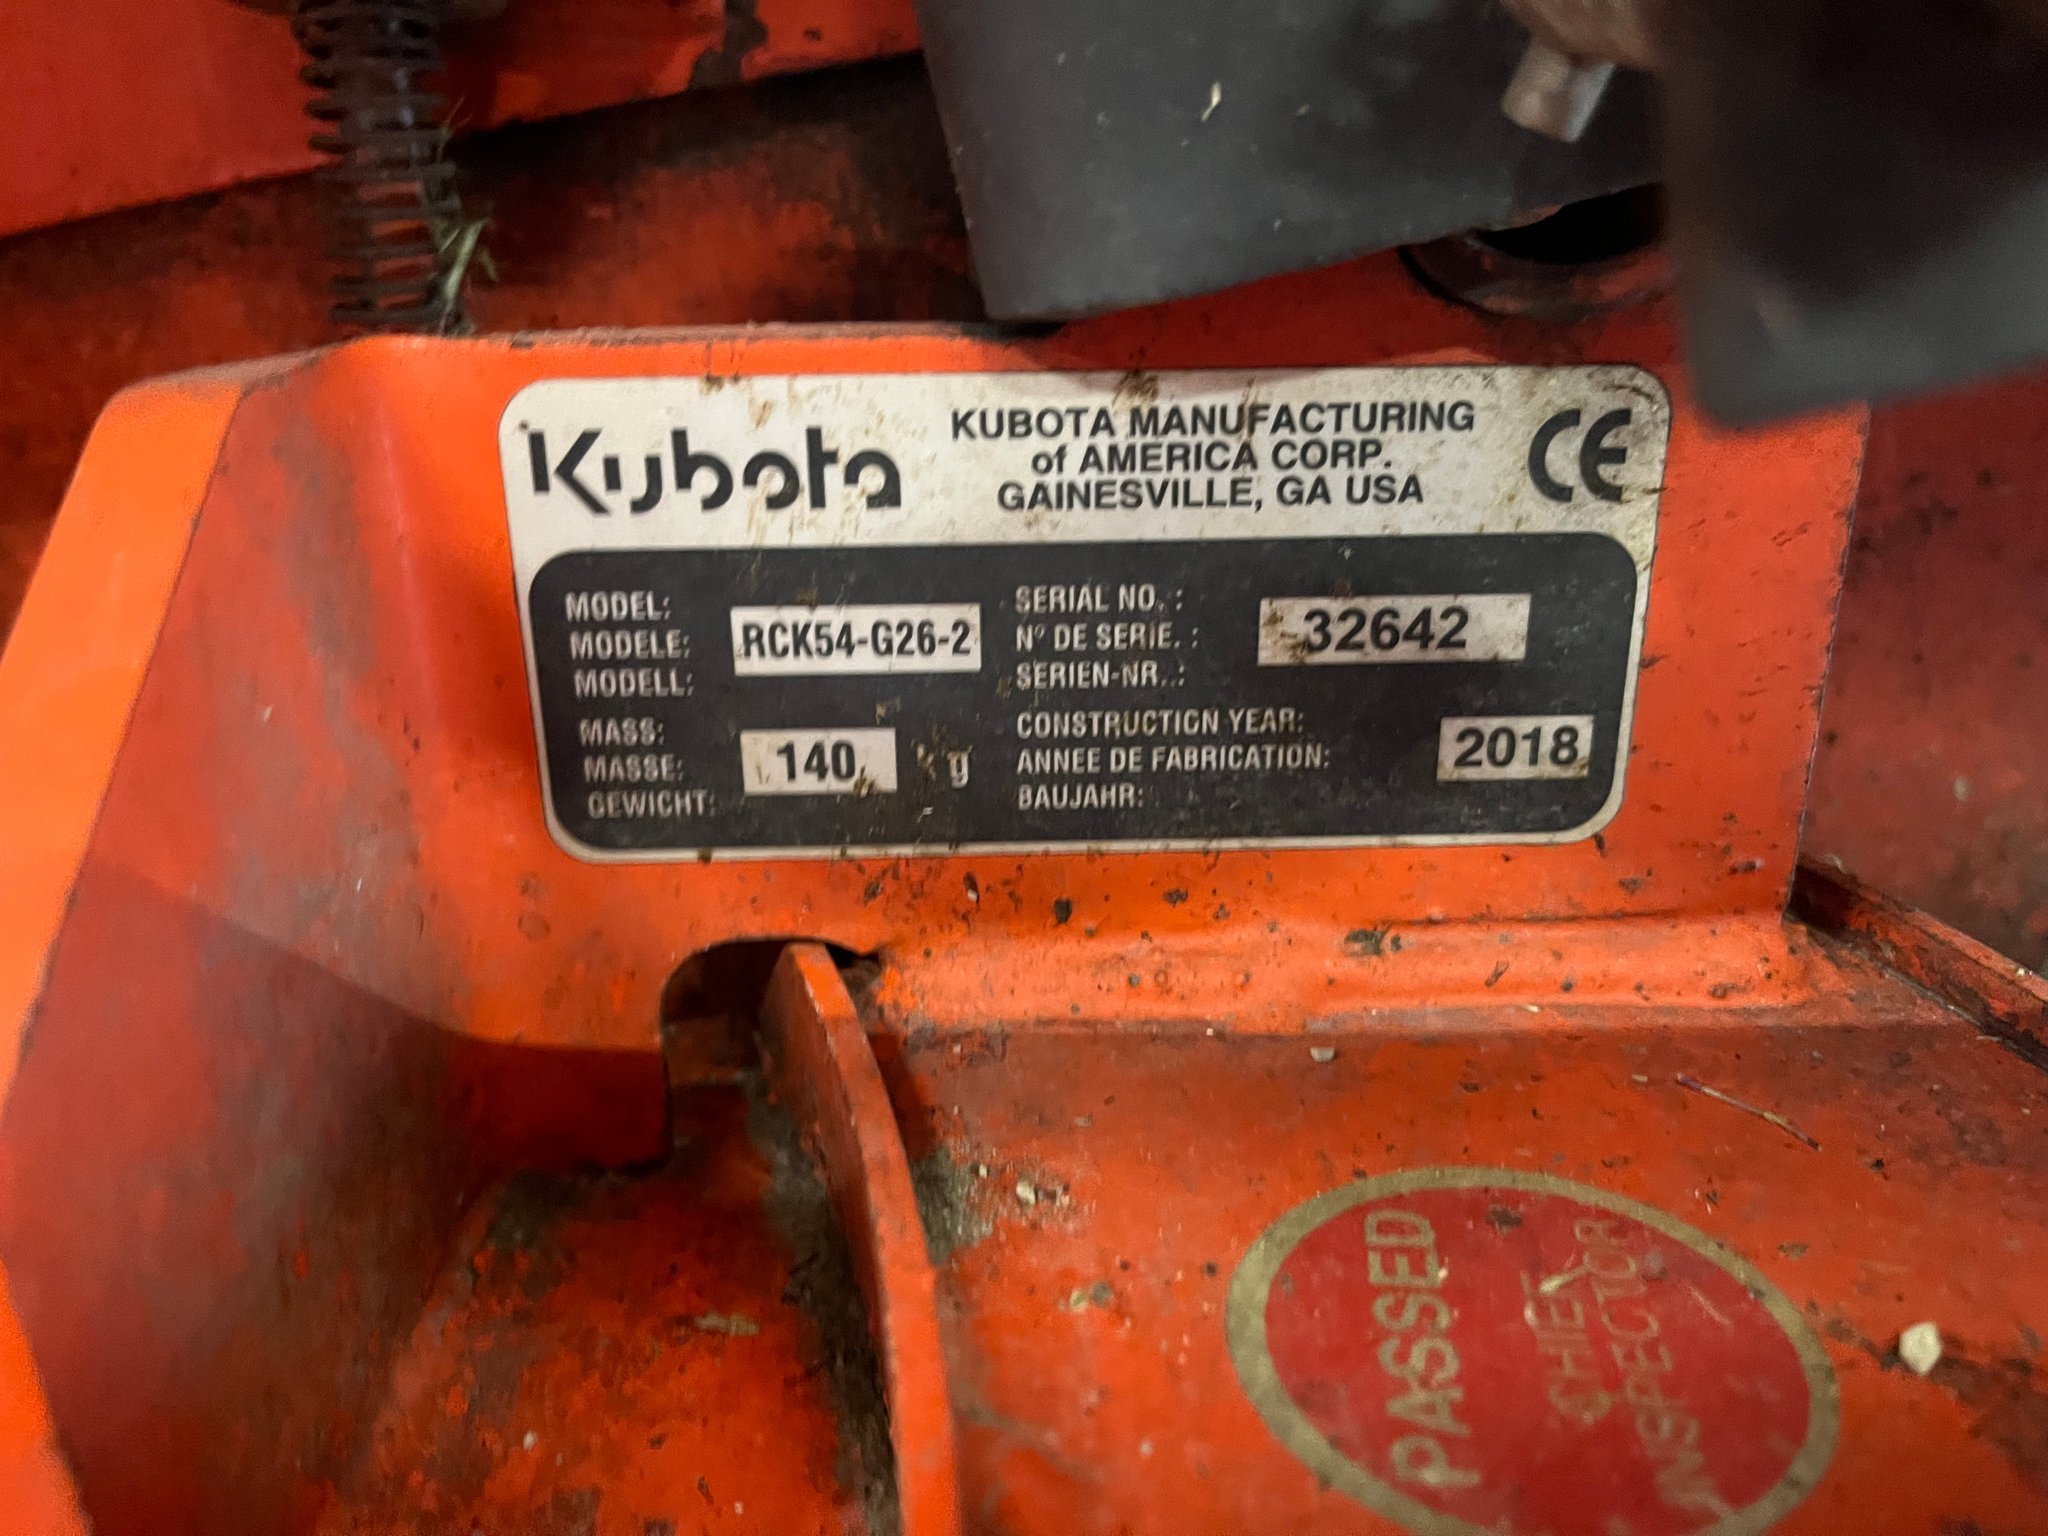 Kubota
KUBOTA MANUFACTURING
of AMERICA CORP.
GAINESVILLE, GA USA
CE
MODEL:
MODELE:
MODELL:
RCK54-G26-2
SERIAL NO. :
N° DE SERIE. :
SERIEN-NR. :
32642
MASS:
MASSE:
GEWICHT:
140 kg
CONSTRUCTION YEAR:
ANNEE DE FABRICATION:
BAUJAHR:
2018
PASSED
CHIEF
INSPECTOR